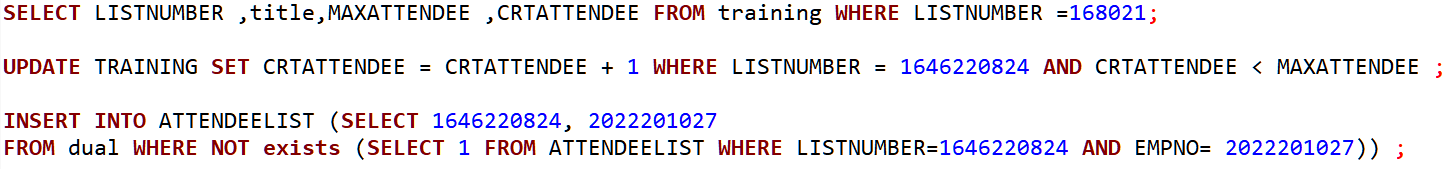 SELECT LISTNUMBER ,title,MAXATTENDEE ,CRTATTENDEE FROM training WHERE LISTNUMBER =168021;
UPDATE TRAINING SET CRTATTENDEE = CRTATTENDEE + 1 WHERE LISTNUMBER = 1646220824 AND CRTATTENDEE < MAXATTENDEE ;
INSERT INTO ATTENDEELIST (SELECT 1646220824, 2022201027
FROM dual WHERE NOT exists (SELECT 1 FROM ATTENDEELIST WHERE LISTNUMBER=1646220824 AND EMPNO= 2022201027)) ;